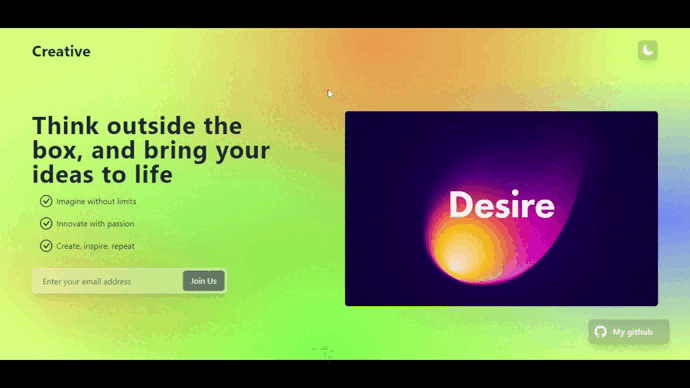 Creative
Think outside the
box, and bring your
ideas to life
Imagine without limits
Innovate with passion
Create, inspire, repeat
Enter your email address
Join Us
Desire
My github